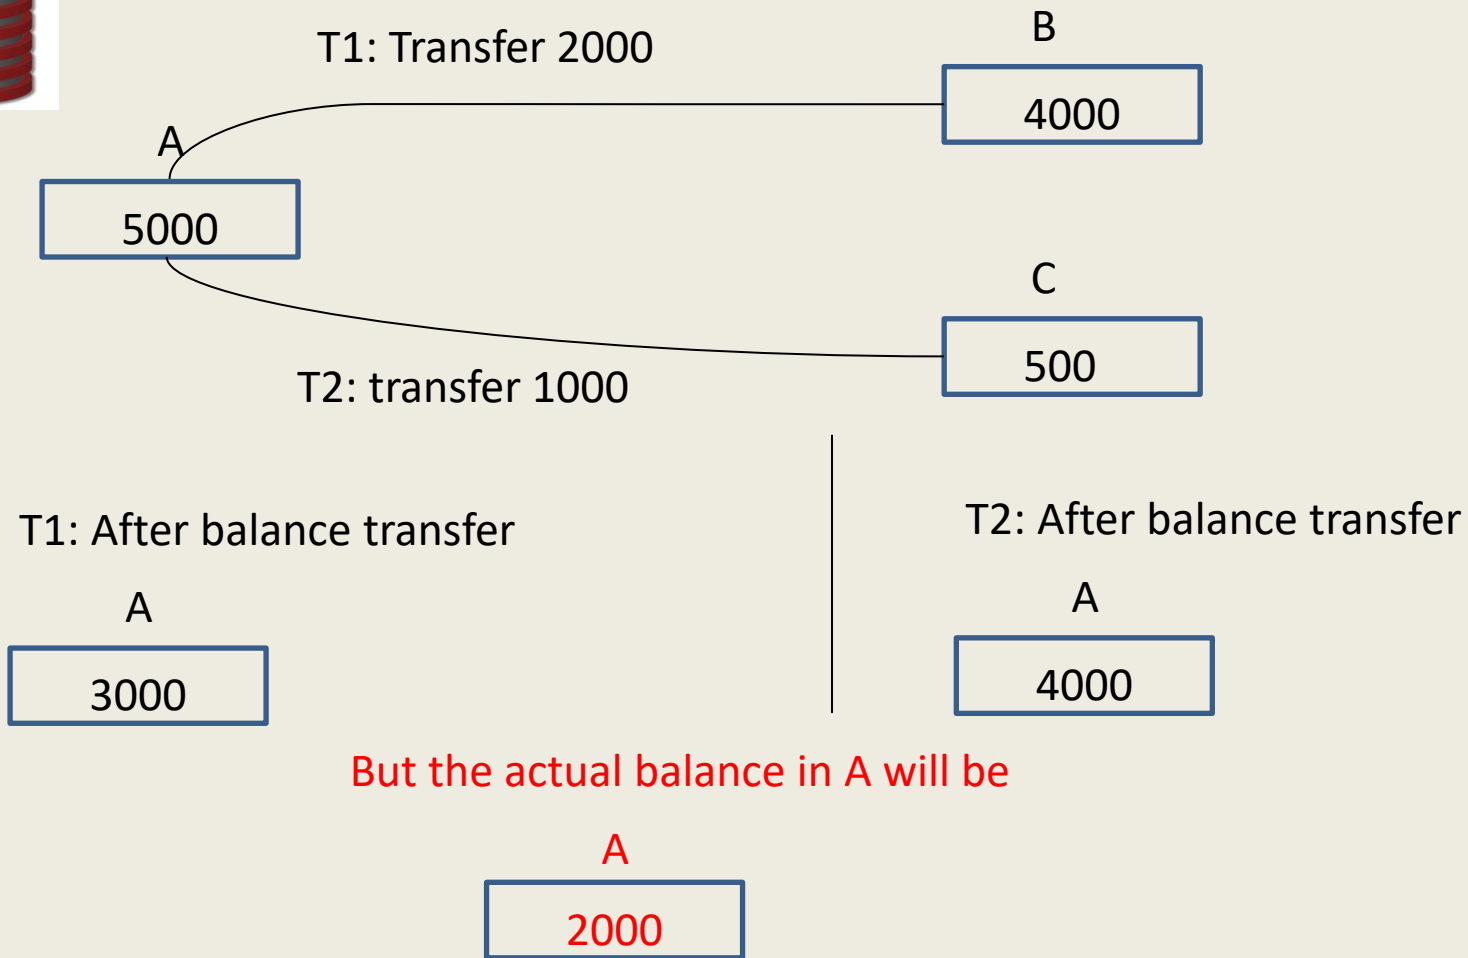 B
T1: Transfer 2000
4000
A
5000
C
500
T2: transfer 1000
T1: After balance transfer
T2: After balance transfer
A
A
3000
4000
But the actual balance in A will be
A
2000